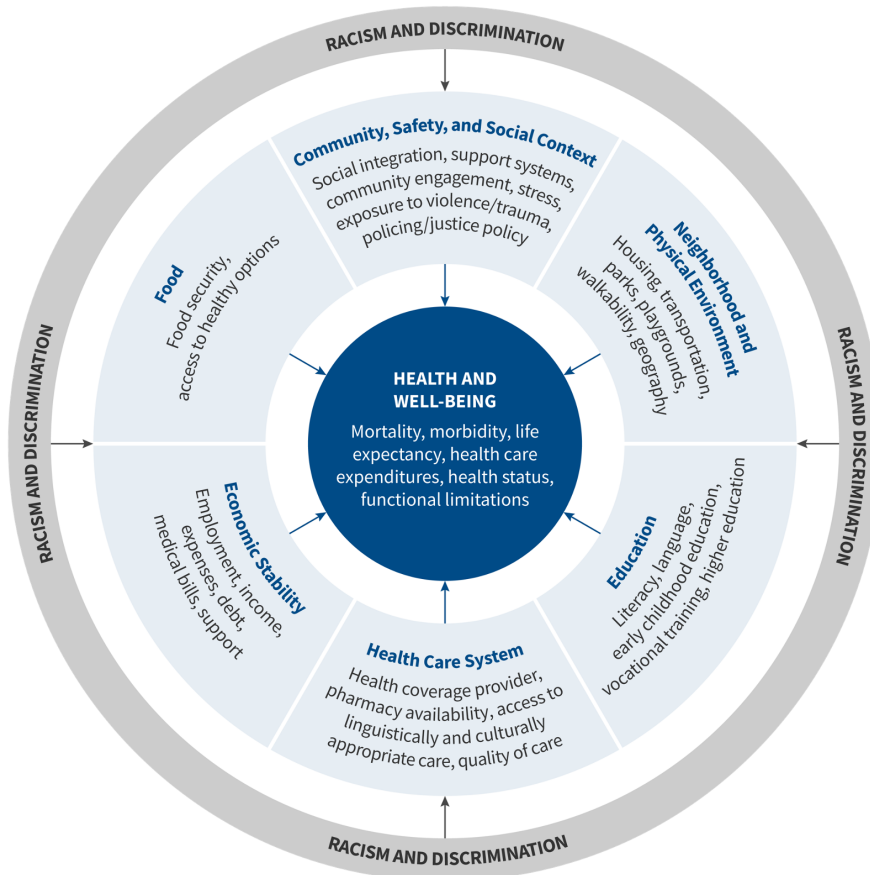 RACISM AND DISCRIMINATION
Community, Safety, and Social Context
Social integration, support systems,
community engagement, stress,
exposure to violence/trauma,
policing/justice policy
Neighborhood and
Physical Environment
Housing, transportation,
parks, playgrounds,
walkability, geography
RACISM AND DISCRIMINATION
Education
Literacy, language,
early childhood education,
vocational training, higher education
Health Care System
Health coverage provider,
pharmacy availability, access to
linguistically and culturally
appropriate care, quality of care
RACISM AND DISCRIMINATION
Economic Stability
Employment, income,
expenses, debt,
medical bills, support
RACISM AND DISCRIMINATION
Food
Food security,
access to healthy options
HEALTH AND
WELL-BEING
Mortality, morbidity, life
expectancy, health care
expenditures, health status,
functional limitations